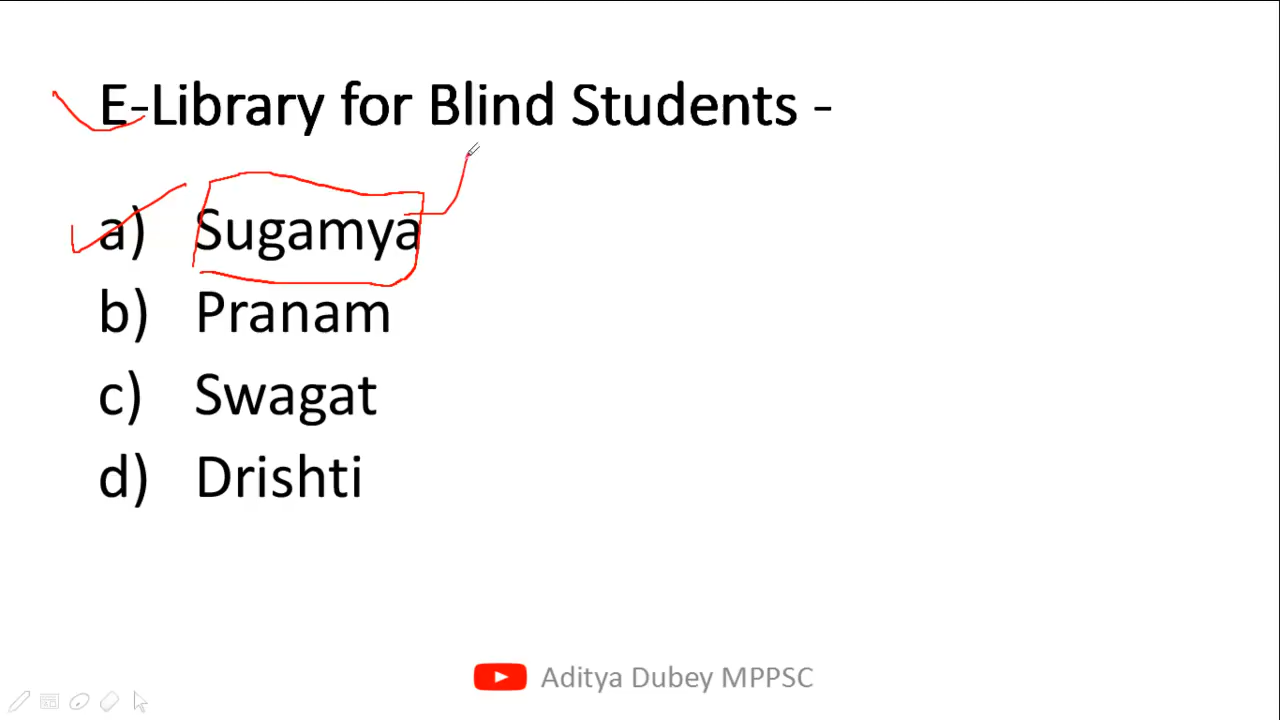 E-Library for Blind Students -
a) Sugamya
b) Pranam
c) Swagat
d) Drishti
Aditya Dubey MPPSC